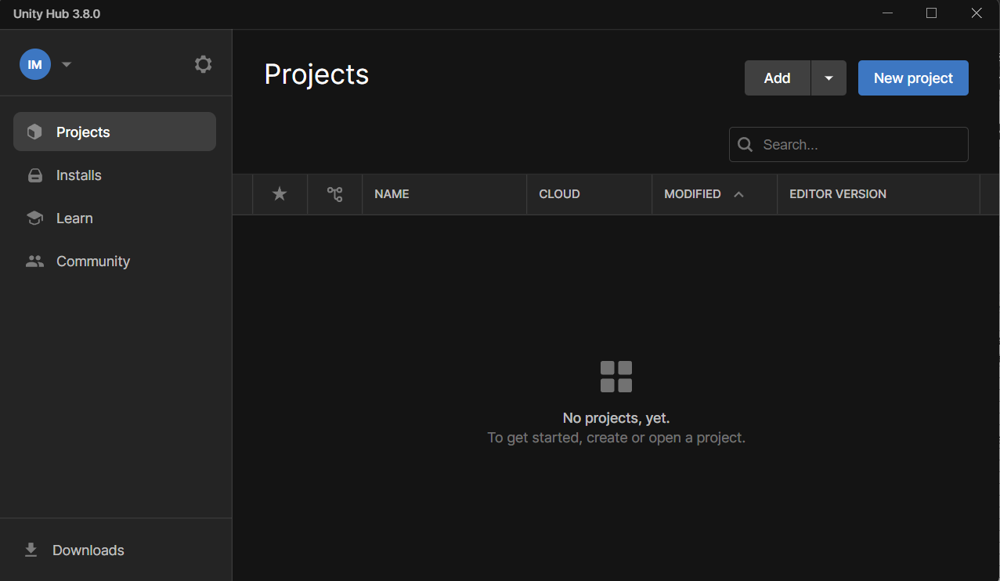 Unity Hub 3.8.0
IM
Projects
Installs
Learn
Community
Downloads
Projects
Add
New project
Search...
NAME CLOUD MODIFIED EDITOR VERSION
No projects, yet.
To get started, create or open a project.